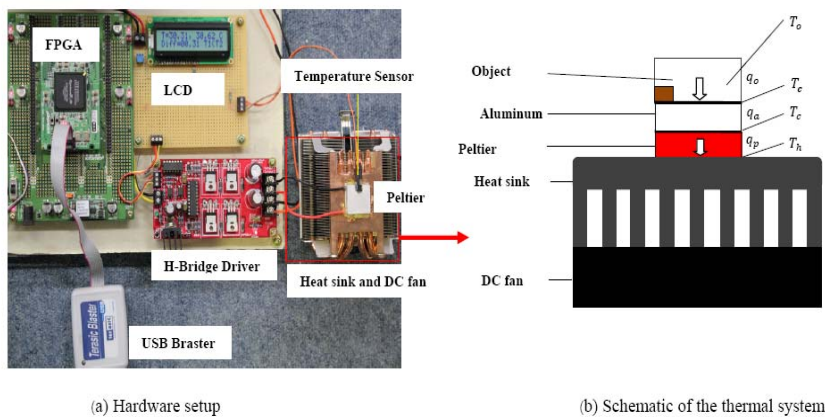 FPGA
LCD
Temperature Sensor
Peltier
H-Bridge Driver
Heat sink and DC fan
USB Braster
Terasic Blaster
(a) Hardware setup
T_o
Object
q_o
T_e
Aluminum
q_a
T_c
Peltier
q_p
T_h
Heat sink
DC fan
(b) Schematic of the thermal system